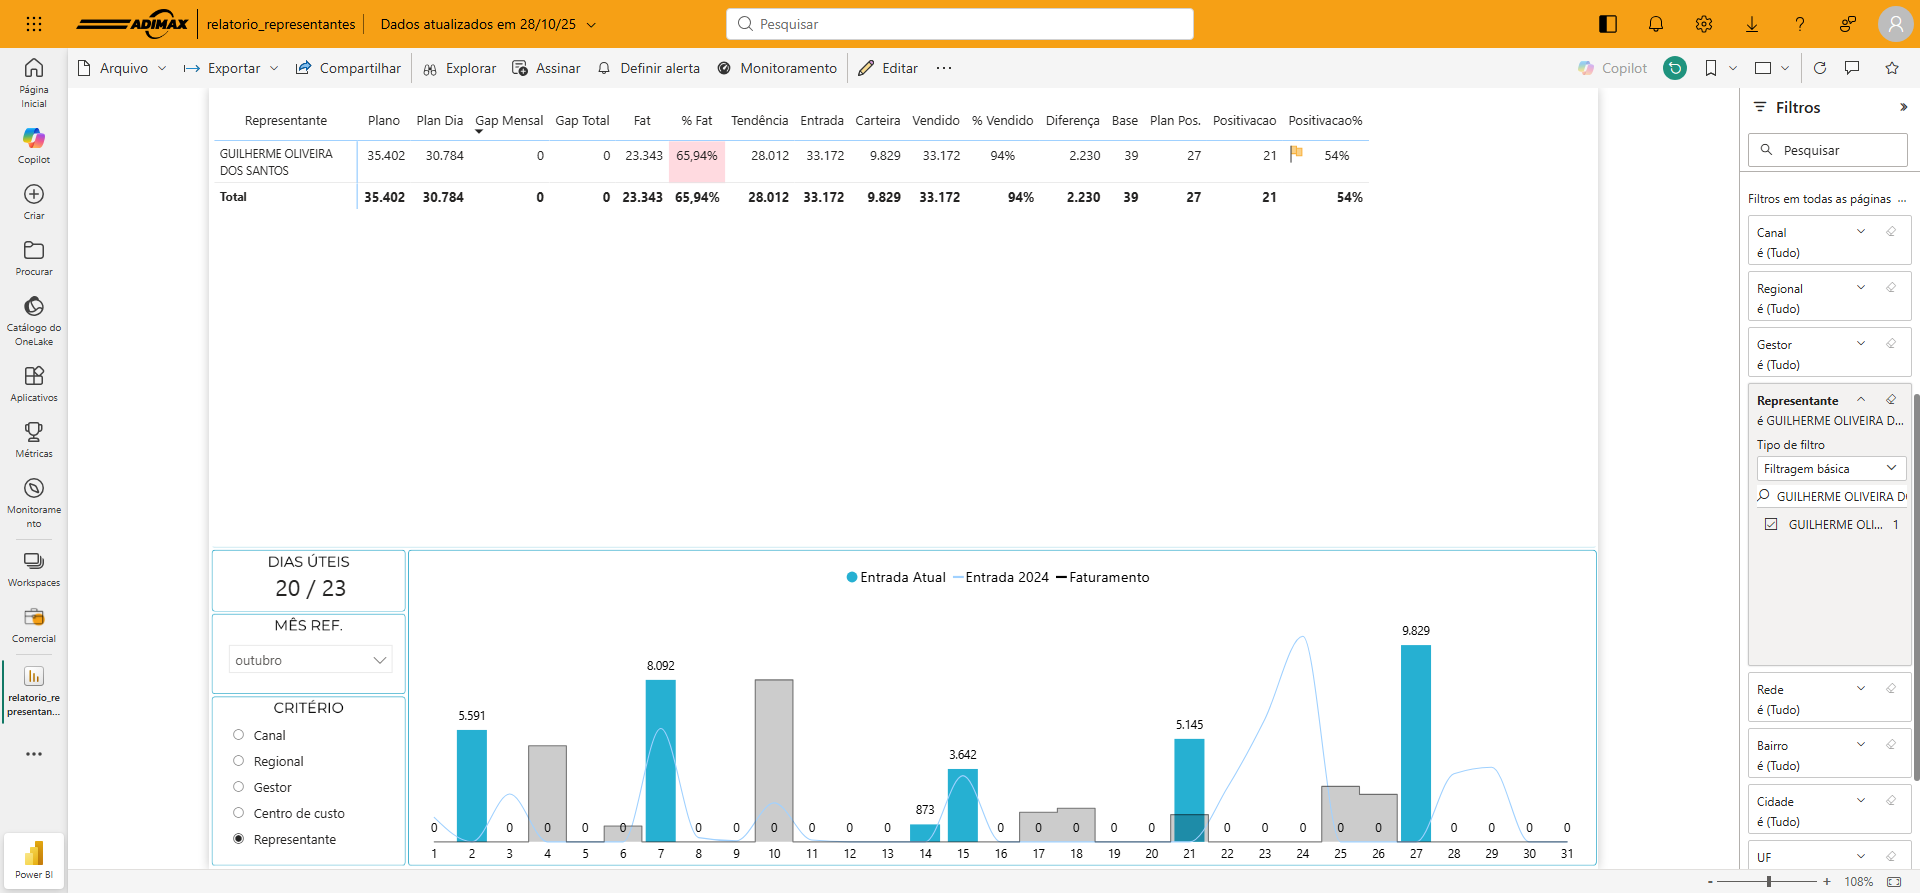 ADIMAX relatorio_representantes Dados atualizados em 28/10/25 Pesquisar
Arquivo Exportar Compartilhar Explorar Assinar Definir alerta Monitoramento Editar Copilot
Página
Inicial
Copilot
Criar
Procurar
Catálogo do
OneLake
Aplicativos
Métricas
Monitorame
nto
Workspaces
Comercial
relatorio_re
presentan...
Power BI
Representante Plano Plan Dia Gap Mensal Gap Total Fat % Fat Tendência Entrada Carteira Vendido % Vendido Diferença Base Plan Pos. Positivacao Positivacao%
GUILHERME OLIVEIRA
DOS SANTOS
35.402 30.784 0 0 23.343 65,94% 28.012 33.172 9.829 33.172 94% 2.230 39 27 21 54%
Total 35.402 30.784 0 0 23.343 65,94% 28.012 33.172 9.829 33.172 94% 2.230 39 27 21 54%
DIAS ÚTEIS
20 / 23
MÊS REF.
outubro
CRITÉRIO
Canal
Regional
Gestor
Centro de custo
Representante
Entrada Atual Entrada 2024 Faturamento
9.829
8.092
5.591
5.145
3.642
873
0 0 0 0 0 0 0 0 0 0 0 0 0 0 0 0 0 0 0 0 0 0 0 0 0
1 2 3 4 5 6 7 8 9 10 11 12 13 14 15 16 17 18 19 20 21 22 23 24 25 26 27 28 29 30 31
Filtros
Pesquisar
Filtros em todas as páginas ...
Canal
é (Tudo)
Regional
é (Tudo)
Gestor
é (Tudo)
Representante
é GUILHERME OLIVEIRA D...
Tipo de filtro
Filtragem básica
GUILHERME OLIVEIRA D
GUILHERME OLI... 1
Rede
é (Tudo)
Bairro
é (Tudo)
Cidade
é (Tudo)
UF
- + 108%